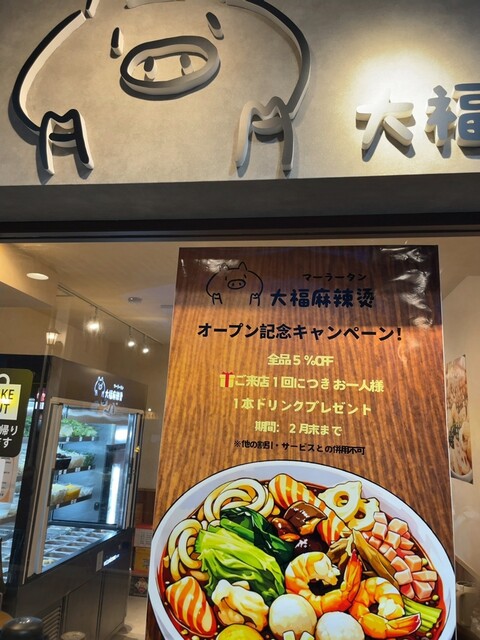 大福
マーラータン
大福麻辣烫
オープン記念キャンペーン!
全品5%OFF
🎁ご来店1回につきお一人様
1本ドリンクプレゼント
期間: 2月末まで
※他の割引・サービスとの併用不可
大福麻辣烫